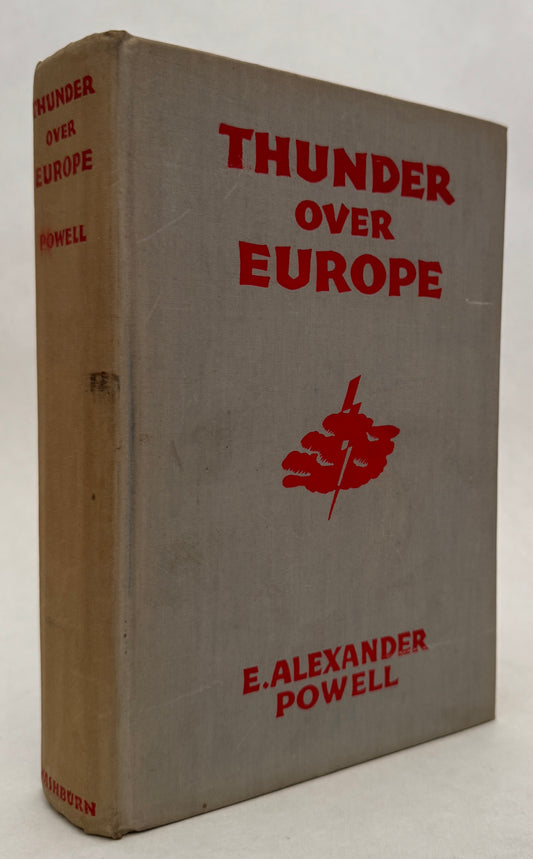 THUNDER
OVER
EUROPE
POWELL
WASHBURN
THUNDER
OVER
EUROPE
E. ALEXANDER
POWELL